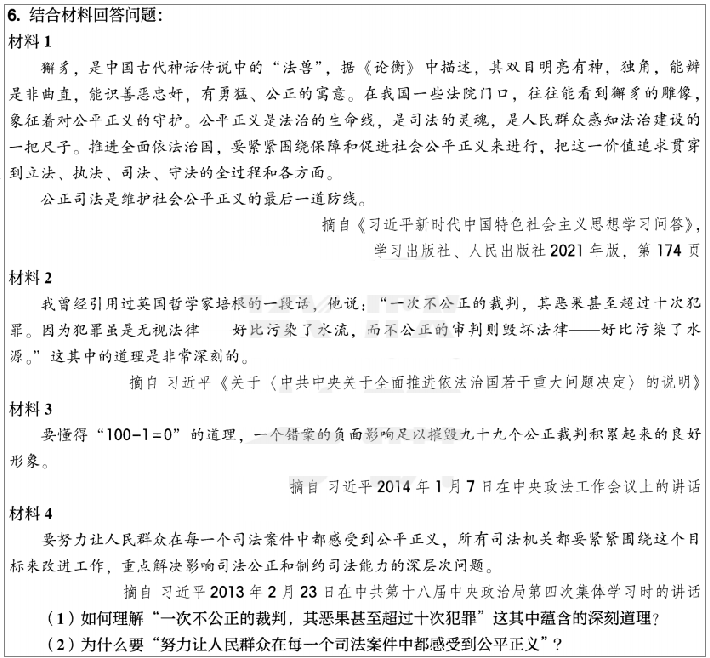 6. 结合材料回答问题：
材料 1
獬豸，是中国古代神话传说中的“法兽”，据《论衡》中描述，其双目明亮有神，独角，能辨
是非曲直，能识善恶忠奸，有勇猛、公正的寓意。在我国一些法院门口，往往能看到獬豸的雕像，
象征着对公平正义的守护。公平正义是法治的生命线，是司法的灵魂，是人民群众感知法治建设的
一把尺子。推进全面依法治国，要紧紧围绕保障和促进社会公平正义来进行，把这一价值追求贯穿
到立法、执法、司法、守法的全过程和各方面。
公正司法是维护社会公平正义的最后一道防线。
摘自《习近平新时代中国特色社会主义思想学习问答》，
学习出版社、人民出版社 2021 年版，第 174 页
材料 2
我曾经引用过英国哲学家培根的一段话，他说：“一次不公正的裁判，其恶果甚至超过十次犯
罪。因为犯罪虽是无视法律 好比污染了水流，而不公正的审判则毁坏法律——好比污染了水
源。”这其中的道理是非常深刻的。
摘自 习近平《关于〈中共中央关于全面推进依法治国若干重大问题决定〉的说明》
材料 3
要懂得“100-1=0”的道理，一个错案的负面影响足以摧毁九十九个公正裁判积累起来的良好
形象。
摘自 习近平 2014 年 1 月 7 日在中央政法工作会议上的讲话
材料 4
要努力让人民群众在每一个司法案件中都感受到公平正义，所有司法机关都要紧紧围绕这个目
标来改进工作，重点解决影响司法公正和制约司法能力的深层次问题。
摘自 习近平 2013 年 2 月 23 日在中共第十八届中央政治局第四次集体学习时的讲话
（1）如何理解“一次不公正的裁判，其恶果甚至超过十次犯罪”这其中蕴含的深刻道理？
（2）为什么要“努力让人民群众在每一个司法案件中都感受到公平正义”？